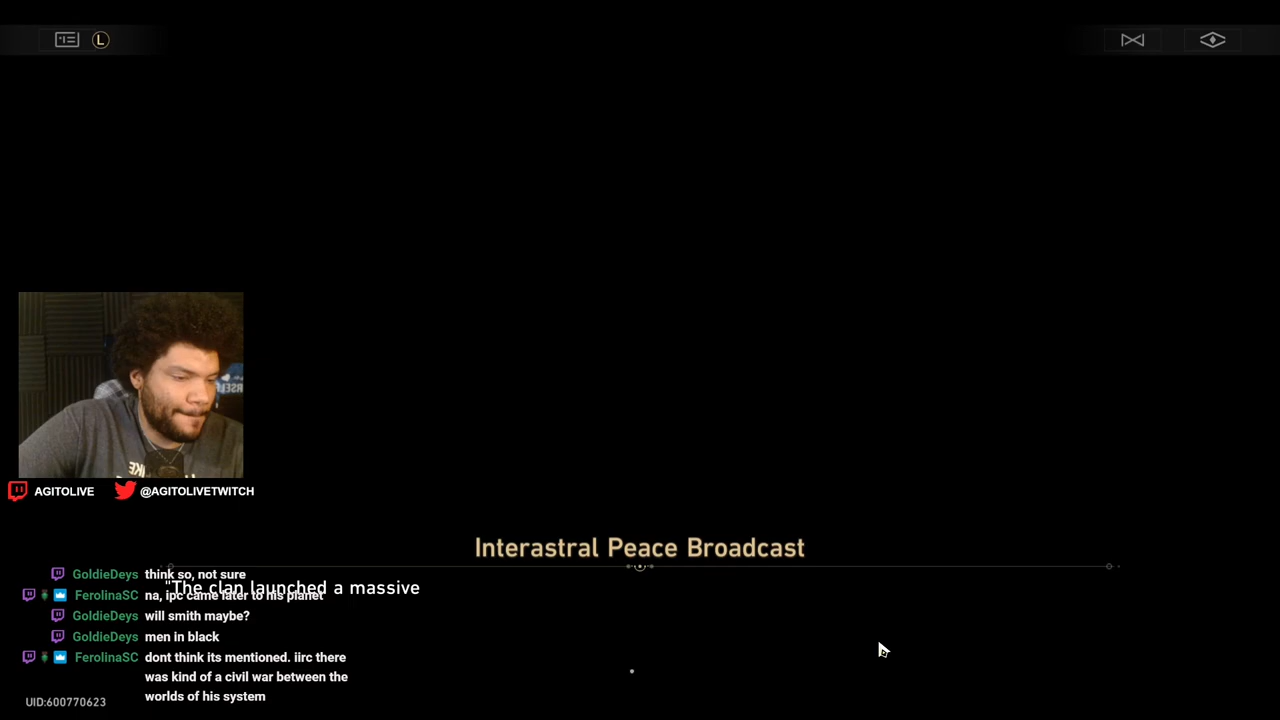 L
AGITOLIVE @AGITOLIVETWITCH
Interastral Peace Broadcast
"The clan launched a massive
GoldieDeys think so, not sure
FerolinaSC na, ipc came later to his planet
GoldieDeys will smith maybe?
GoldieDeys men in black
FerolinaSC dont think its mentioned. iirc there
was kind of a civil war between the
worlds of his system
UID:600770623